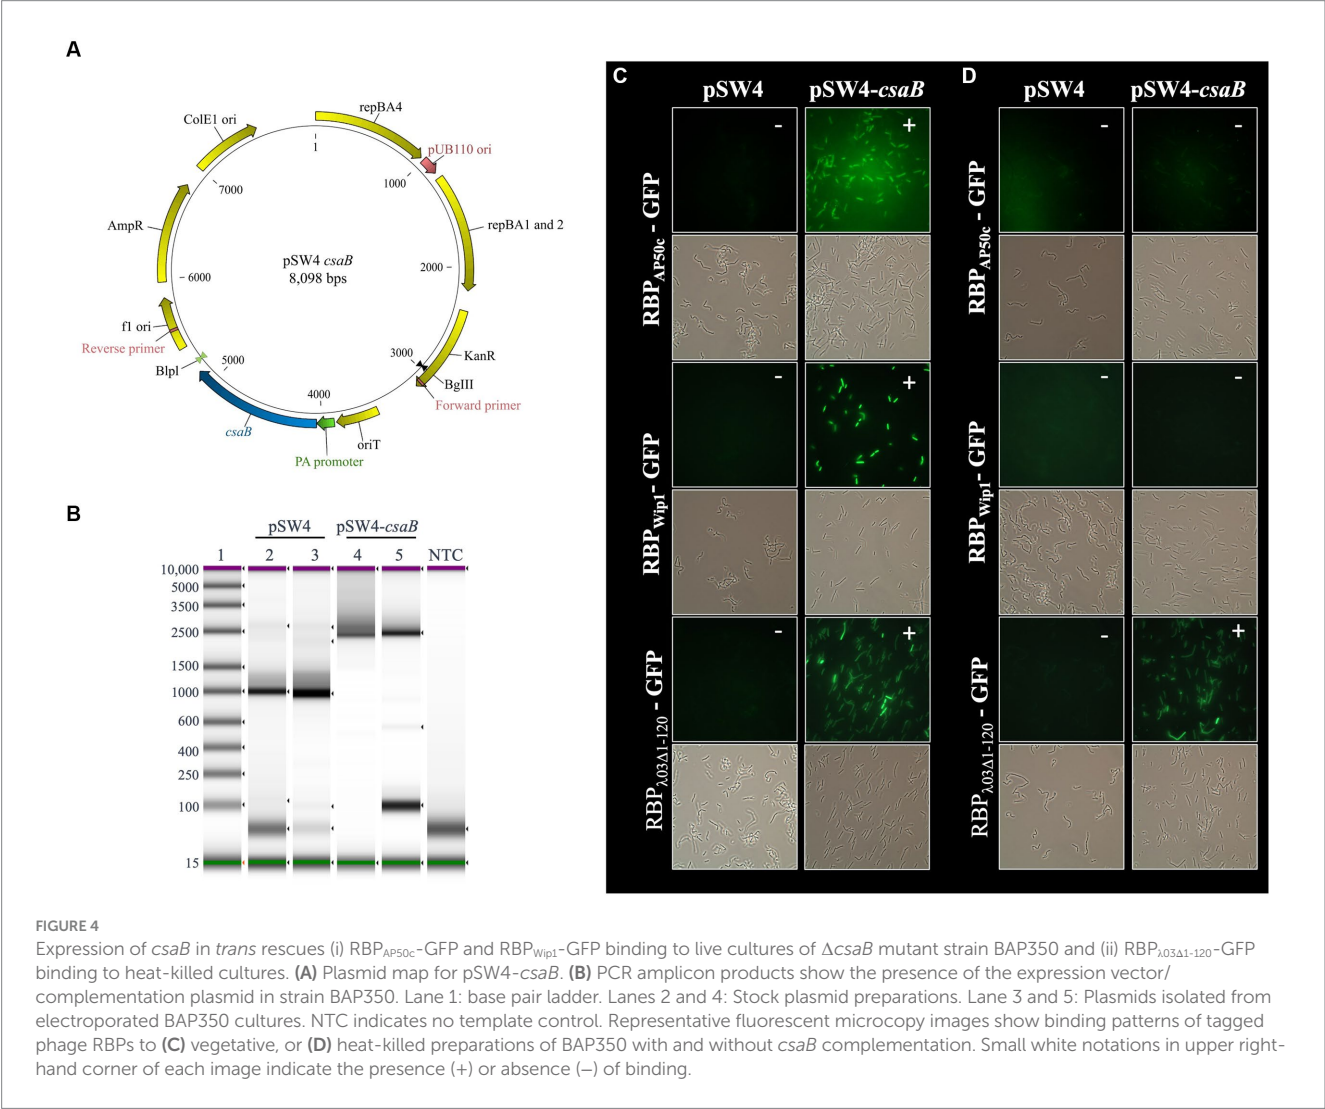 A
repBA4
ColE1 ori
pUB110 ori
1
1000
7000
AmpR
repBA1 and 2
pSW4 csaB
8,098 bps
2000
6000
f1 ori
Reverse primer
BlpI
5000
3000
KanR
BglII
Forward primer
4000
csaB
oriT
PA promoter
B
pSW4
pSW4-csaB
1 2 3 4 5 NTC
10,000
5000
3500
2500
1500
1000
600
400
250
100
15
C
pSW4
pSW4-csaB
- +
RBPAP50c - GFP
- +
RBPWip1- GFP
- +
RBPλ03Δ1-120 - GFP
D
pSW4
pSW4-csaB
- -
RBPAP50c - GFP
- -
RBPWip1- GFP
- +
RBPλ03Δ1-120 - GFP
FIGURE 4
Expression of csaB in trans rescues (i) RBPAP50c-GFP and RBPWip1-GFP binding to live cultures of ΔcsaB mutant strain BAP350 and (ii) RBPλ03Δ1-120-GFP
binding to heat-killed cultures. (A) Plasmid map for pSW4-csaB. (B) PCR amplicon products show the presence of the expression vector/
complementation plasmid in strain BAP350. Lane 1: base pair ladder. Lanes 2 and 4: Stock plasmid preparations. Lane 3 and 5: Plasmids isolated from
electroporated BAP350 cultures. NTC indicates no template control. Representative fluorescent microcopy images show binding patterns of tagged
phage RBPs to (C) vegetative, or (D) heat-killed preparations of BAP350 with and without csaB complementation. Small white notations in upper right-
hand corner of each image indicate the presence (+) or absence (−) of binding.